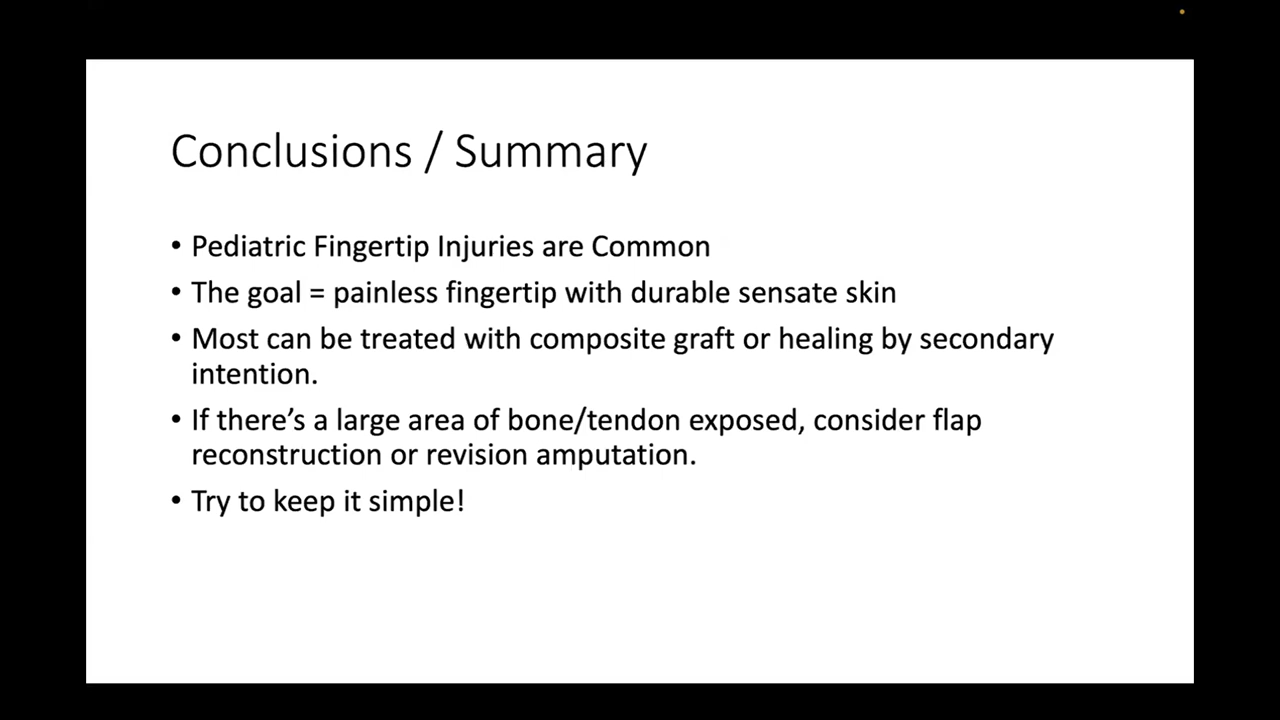 Conclusions / Summary
• Pediatric Fingertip Injuries are Common
• The goal = painless fingertip with durable sensate skin
• Most can be treated with composite graft or healing by secondary
intention.
• If there’s a large area of bone/tendon exposed, consider flap
reconstruction or revision amputation.
• Try to keep it simple!